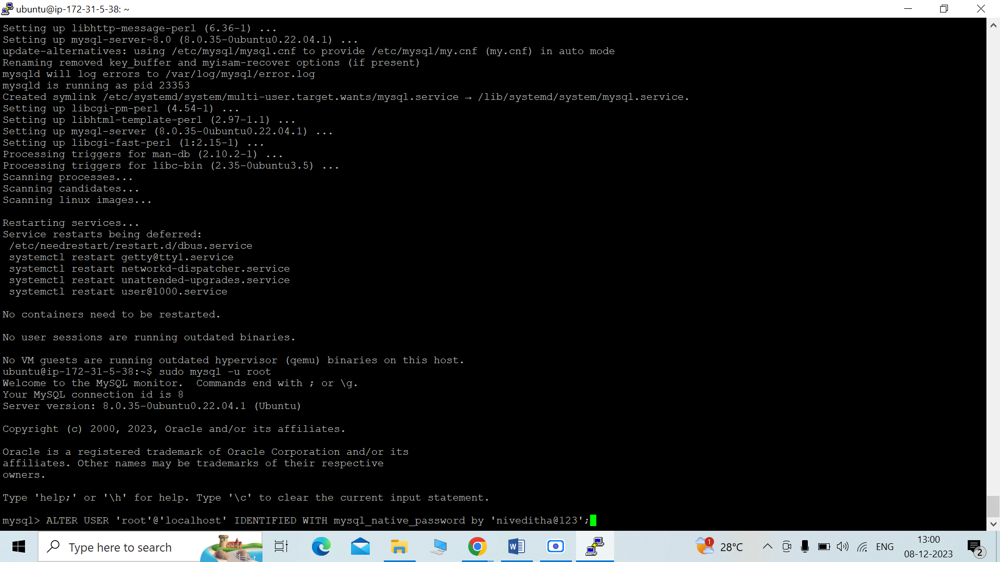 ubuntu@ip-172-31-5-38: ~
Setting up libhttp-message-perl (6.36-1) ...
Setting up mysql-server-8.0 (8.0.35-0ubuntu0.22.04.1) ...
update-alternatives: using /etc/mysql/mysql.cnf to provide /etc/mysql/my.cnf (my.cnf) in auto mode
Renaming removed key_buffer and myisam-recover options (if present)
mysqld will log errors to /var/log/mysql/error.log
mysqld is running as pid 23353
Created symlink /etc/systemd/system/multi-user.target.wants/mysql.service → /lib/systemd/system/mysql.service.
Setting up libcgi-pm-perl (4.54-1) ...
Setting up libhtml-template-perl (2.97-1.1) ...
Setting up mysql-server (8.0.35-0ubuntu0.22.04.1) ...
Setting up libcgi-fast-perl (1:2.15-1) ...
Processing triggers for man-db (2.10.2-1) ...
Processing triggers for libc-bin (2.35-0ubuntu3.5) ...
Scanning processes...
Scanning candidates...
Scanning linux images...
Restarting services...
Service restarts being deferred:
/etc/needrestart/restart.d/dbus.service
systemctl restart getty@tty1.service
systemctl restart networkd-dispatcher.service
systemctl restart unattended-upgrades.service
systemctl restart user@1000.service
No containers need to be restarted.
No user sessions are running outdated binaries.
No VM guests are running outdated hypervisor (qemu) binaries on this host.
ubuntu@ip-172-31-5-38:~$ sudo mysql -u root
Welcome to the MySQL monitor.  Commands end with ; or \g.
Your MySQL connection id is 8
Server version: 8.0.35-0ubuntu0.22.04.1 (Ubuntu)
Copyright (c) 2000, 2023, Oracle and/or its affiliates.
Oracle is a registered trademark of Oracle Corporation and/or its
affiliates. Other names may be trademarks of their respective
owners.
Type 'help;' or '\h' for help. Type '\c' to clear the current input statement.
mysql> ALTER USER 'root'@'localhost' IDENTIFIED WITH mysql_native_password by 'niveditha@123';
Type here to search
W
1
28°C
ENG
13:00
08-12-2023
2